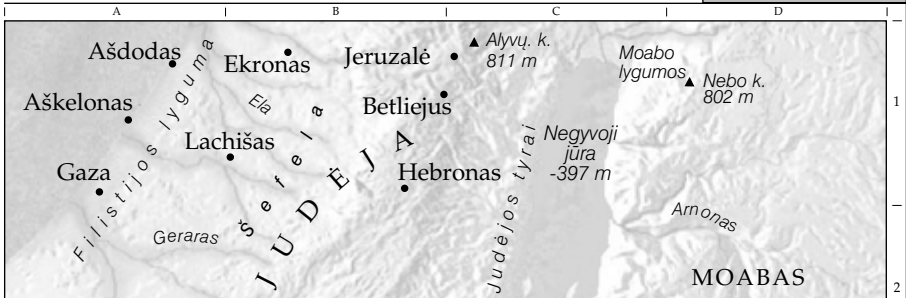 A B C D
Ašdodas
Ekronas
Jeruzalė
Alyvų. k.
811 m
Moabo
lygumos
Nebo k.
802 m
Aškelonas
Ela
Betliejus
1
Filistijos lyguma
Lachišas
Šefela
JUDĖJA
Negyvoji
jūra
-397 m
Gaza
Hebronas
Judėjos tyrai
Geraras
Arnonas
MOABAS
2